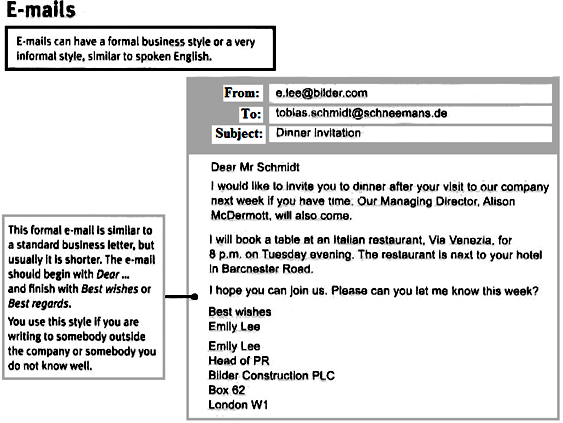 E-mails
E-mails can have a formal business style or a very
informal style, similar to spoken English.
From: e.lee@bilder.com
To: tobias.schmidt@schneemans.de
Subject: Dinner Invitation
Dear Mr Schmidt
I would like to invite you to dinner after your visit to our company
next week if you have time. Our Managing Director, Alison
McDermott, will also come.
I will book a table at an Italian restaurant, Via Venezia, for
8 p.m. on Tuesday evening. The restaurant is next to your hotel
in Barchester Road.
I hope you can join us. Please can you let me know this week?
Best wishes
Emily Lee
Emily Lee
Head of PR
Bilder Construction PLC
Box 62
London W1
This formal e-mail is similar to
a standard business letter, but
usually it is shorter. The e-mail
should begin with Dear ...
and finish with Best wishes or
Best regards.
You use this style if you are
writing to somebody outside
the company or somebody you
do not know well.